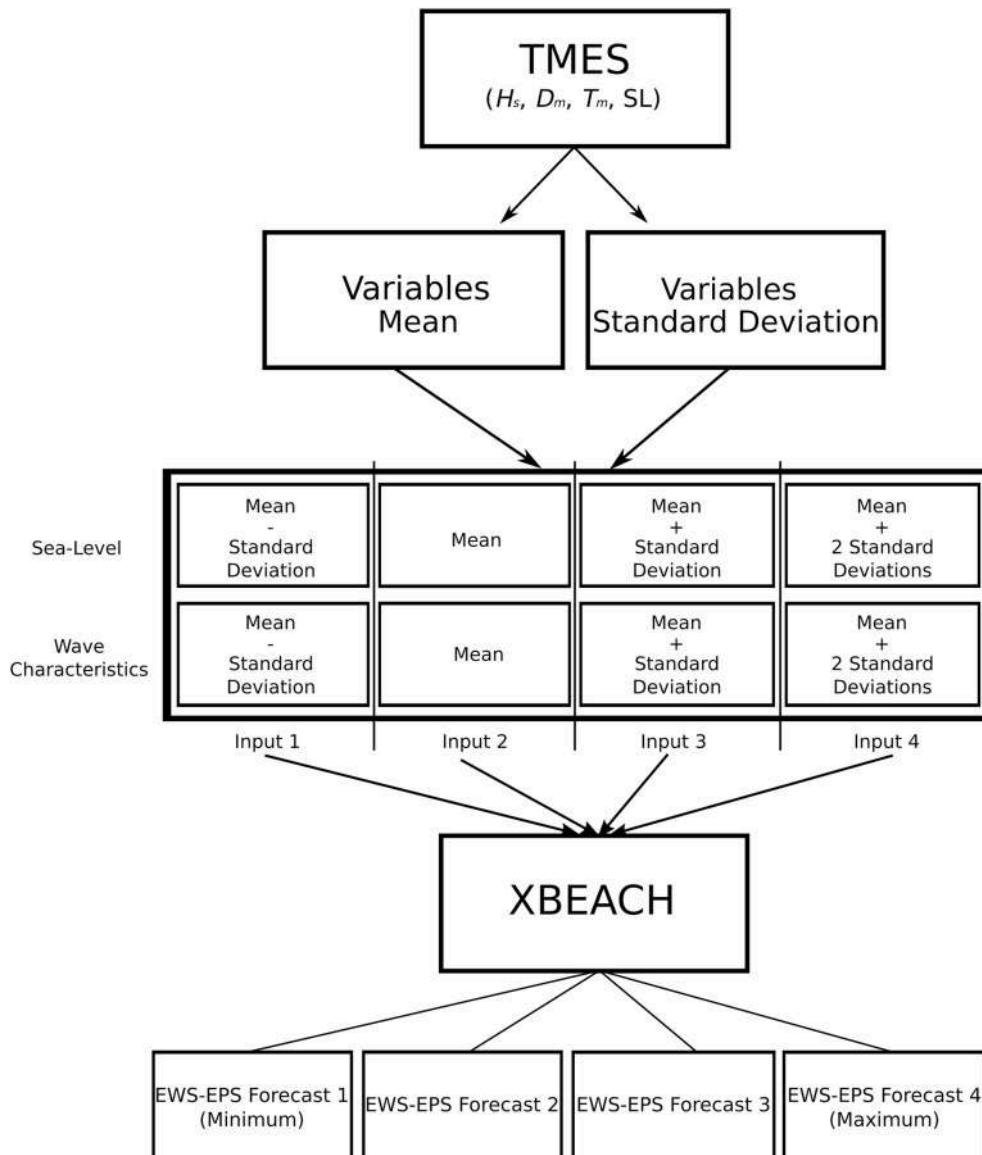 TMES
(Hs, Dm, Tm, SL)
Variables
Mean
Variables
Standard Deviation
Sea-Level
Mean
-
Standard
Deviation
Mean
Mean
+
Standard
Deviation
Mean
+
2 Standard
Deviations
Wave
Characteristics
Mean
-
Standard
Deviation
Mean
Mean
+
Standard
Deviation
Mean
+
2 Standard
Deviations
Input 1
Input 2
Input 3
Input 4
XBEACH
EWS-EPS Forecast 1
(Minimum)
EWS-EPS Forecast 2
EWS-EPS Forecast 3
EWS-EPS Forecast 4
(Maximum)